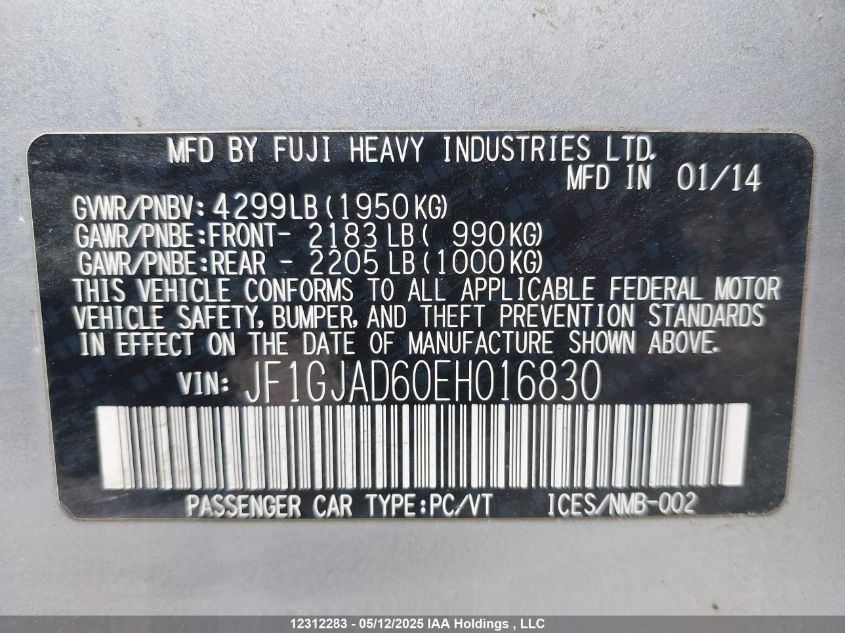 MFD BY FUJI HEAVY INDUSTRIES LTD.
MFD IN 01/14
GVWR/PNBV: 4299LB (1950KG)
GAWR/PNBE:FRONT- 2183 LB ( 990KG)
GAWR/PNBE:REAR - 2205 LB (1000KG)
THIS VEHICLE CONFORMS TO ALL APPLICABLE FEDERAL MOTOR
VEHICLE SAFETY, BUMPER, AND THEFT PREVENTION STANDARDS
IN EFFECT ON THE DATE OF MANUFACTURE SHOWN ABOVE.
VIN: JF1GJAD60EH016830
PASSENGER CAR TYPE:PC/VT ICES/NMB-002
12312283 - 05/12/2025 IAA Holdings , LLC